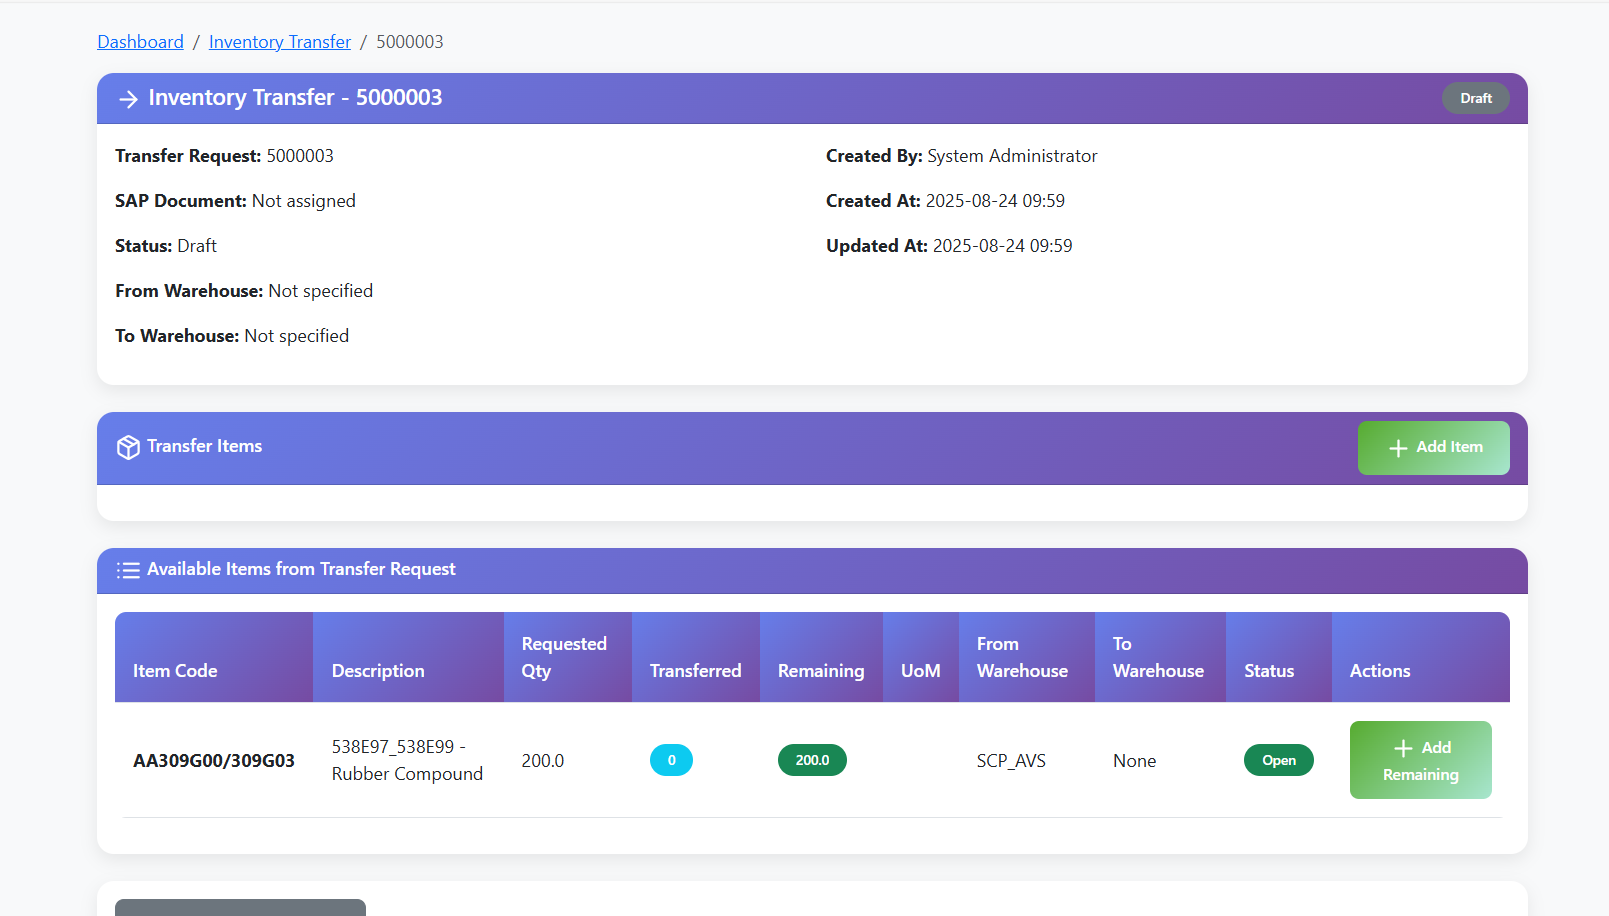 Dashboard / Inventory Transfer / 5000003
Inventory Transfer - 5000003
Draft
Transfer Request: 5000003
SAP Document: Not assigned
Status: Draft
From Warehouse: Not specified
To Warehouse: Not specified
Created By: System Administrator
Created At: 2025-08-24 09:59
Updated At: 2025-08-24 09:59
Transfer Items
Add Item
Available Items from Transfer Request
Item Code
Description
Requested
Qty
Transferred
Remaining
UoM
From
Warehouse
To
Warehouse
Status
Actions
AA309G00/309G03
538E97_538E99 -
Rubber Compound
200.0
0
200.0
SCP_AVS
None
Open
Add
Remaining